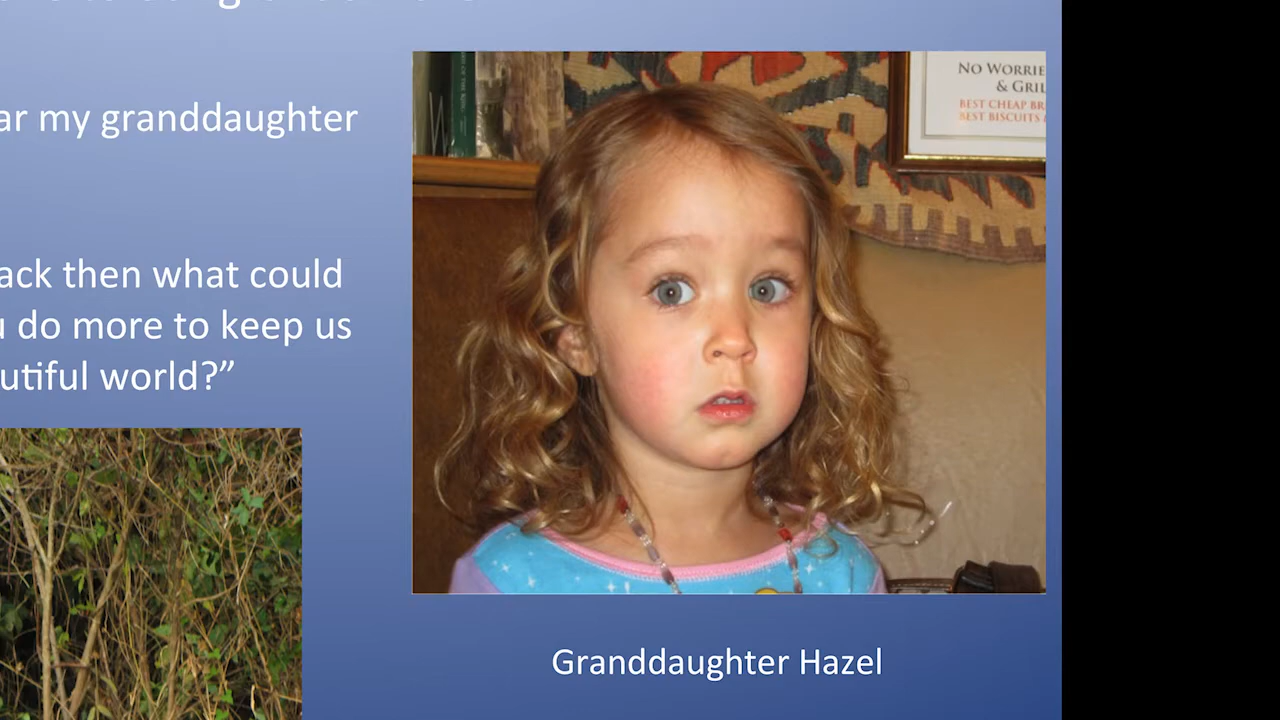 ar my granddaughter
ack then what could
do more to keep us
utiful world?”
NO WORRIE
& GRIL
BEST CHEAP BR
BEST BISCUITS
Granddaughter Hazel